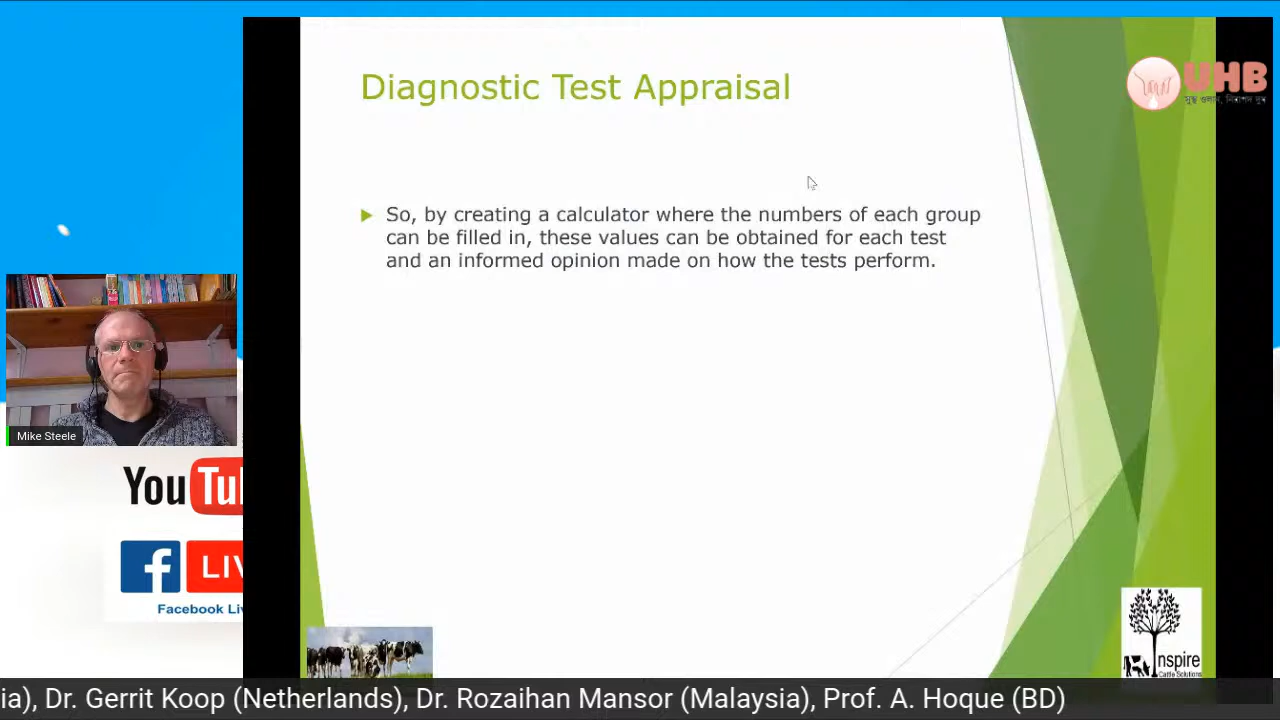 Diagnostic Test Appraisal
UHB
সুস্থ ওলান, নিরাপদ দুধ
So, by creating a calculator where the numbers of each group
can be filled in, these values can be obtained for each test
and an informed opinion made on how the tests perform.
Mike Steele
You Tu
LIV
Facebook Liv
nspire
Cattle Solutions
ia), Dr. Gerrit Koop (Netherlands), Dr. Rozaihan Mansor (Malaysia), Prof. A. Hoque (BD)